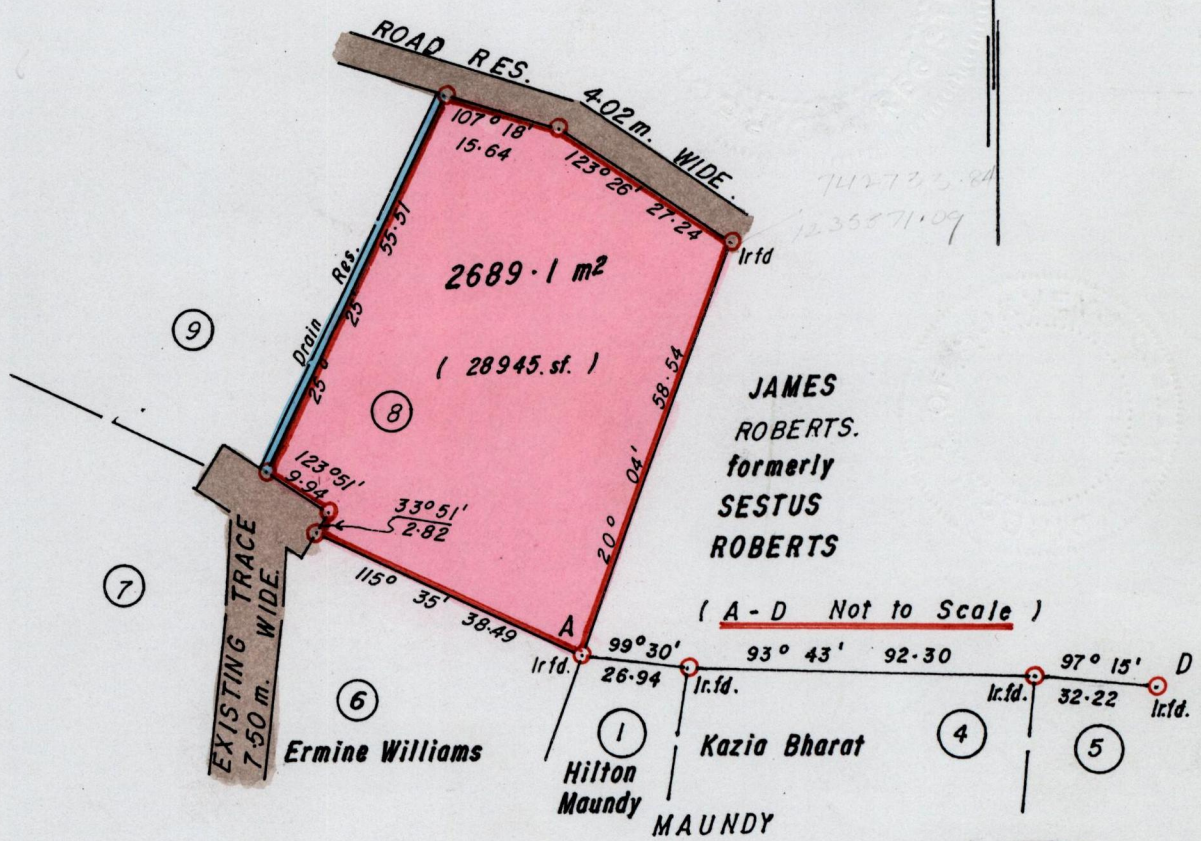 ROAD RES.
4·02 m. WIDE.
107° 18'
15·64
123° 26'
27·24
Ir.fd
2689·1 m²
( 28945.sf. )
Drain Res.
25° 25' 55·51
9
8
58·54
20° 04'
JAMES
ROBERTS.
formerly
SESTUS
ROBERTS
123°51'
9·94
33°51'
2·82
EXISTING TRACE
7·50 m. WIDE.
7
115° 35' 38·49
A
Ir.fd.
( A - D Not to Scale )
99°30'
26·94
Ir.fd.
93° 43' 92·30
Ir.fd.
97° 15'
32·22
D
Ir.fd.
6
Ermine Williams
1
Hilton
Maundy
Kazia Bharat
4
5
MAUNDY